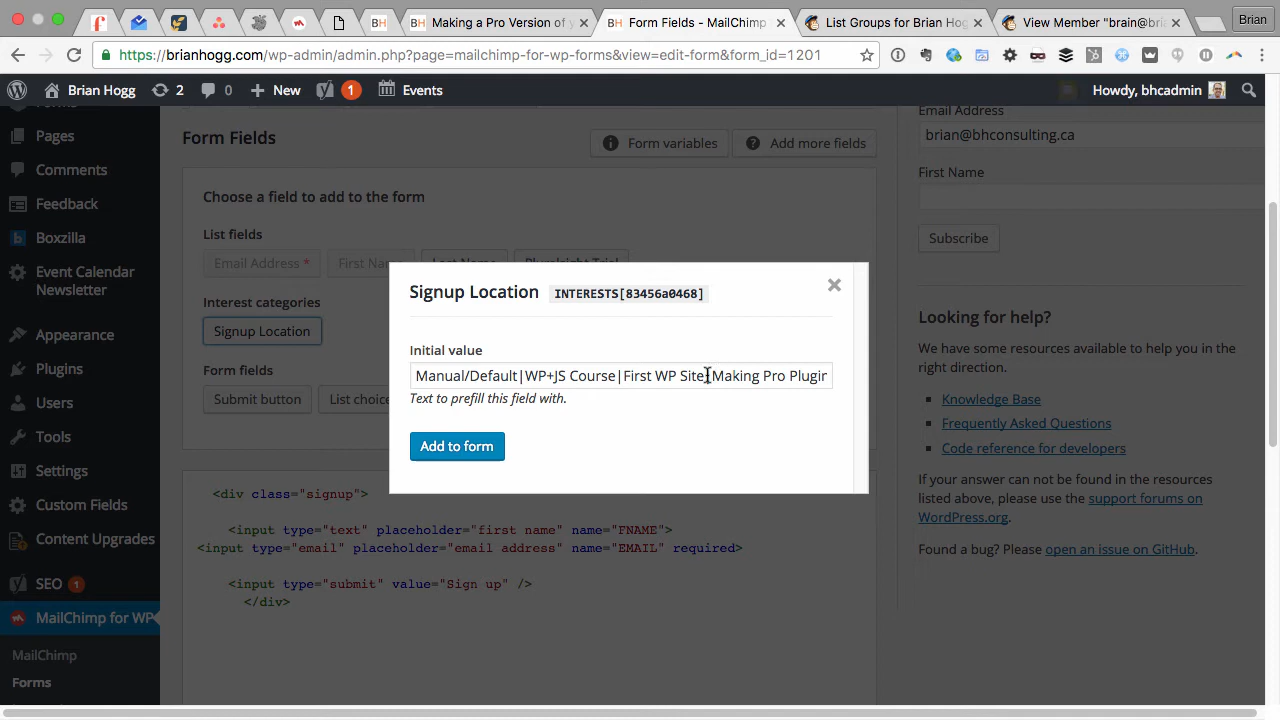 Making a Pro Version of y
Form Fields - MailChimp
List Groups for Brian Hog
View Member "brain@bri
Brian
https://brianhogg.com/wp-admin/admin.php?page=mailchimp-for-wp-forms&view=edit-form&form_id=1201
Brian Hogg
2
0
New
1
Events
Howdy, bhcadmin
Pages
Comments
Feedback
Boxzilla
Event Calendar
Newsletter
Appearance
Plugins
Users
Tools
Settings
Custom Fields
Content Upgrades
SEO 1
MailChimp for WP
MailChimp
Forms
Form Fields
Form variables
Add more fields
Choose a field to add to the form
List fields
Email Address *
First Name
Last Name
Pluralsight Trial
Interest categories
Signup Location
Form fields
Submit button
List choice
Signup Location INTERESTS[83456a0468]
Initial value
Manual/Default|WP+JS Course|First WP Site|Making Pro Plugin
Text to prefill this field with.
Add to form
<div class="signup">
<input type="text" placeholder="first name" name="FNAME">
<input type="email" placeholder="email address" name="EMAIL" required>
<input type="submit" value="Sign up" />
</div>
Email Address
brian@bhconsulting.ca
First Name
Subscribe
Looking for help?
We have some resources available to help you in the
right direction.
Knowledge Base
Frequently Asked Questions
Code reference for developers
If your answer can not be found in the resources
listed above, please use the support forums on
WordPress.org.
Found a bug? Please open an issue on GitHub.